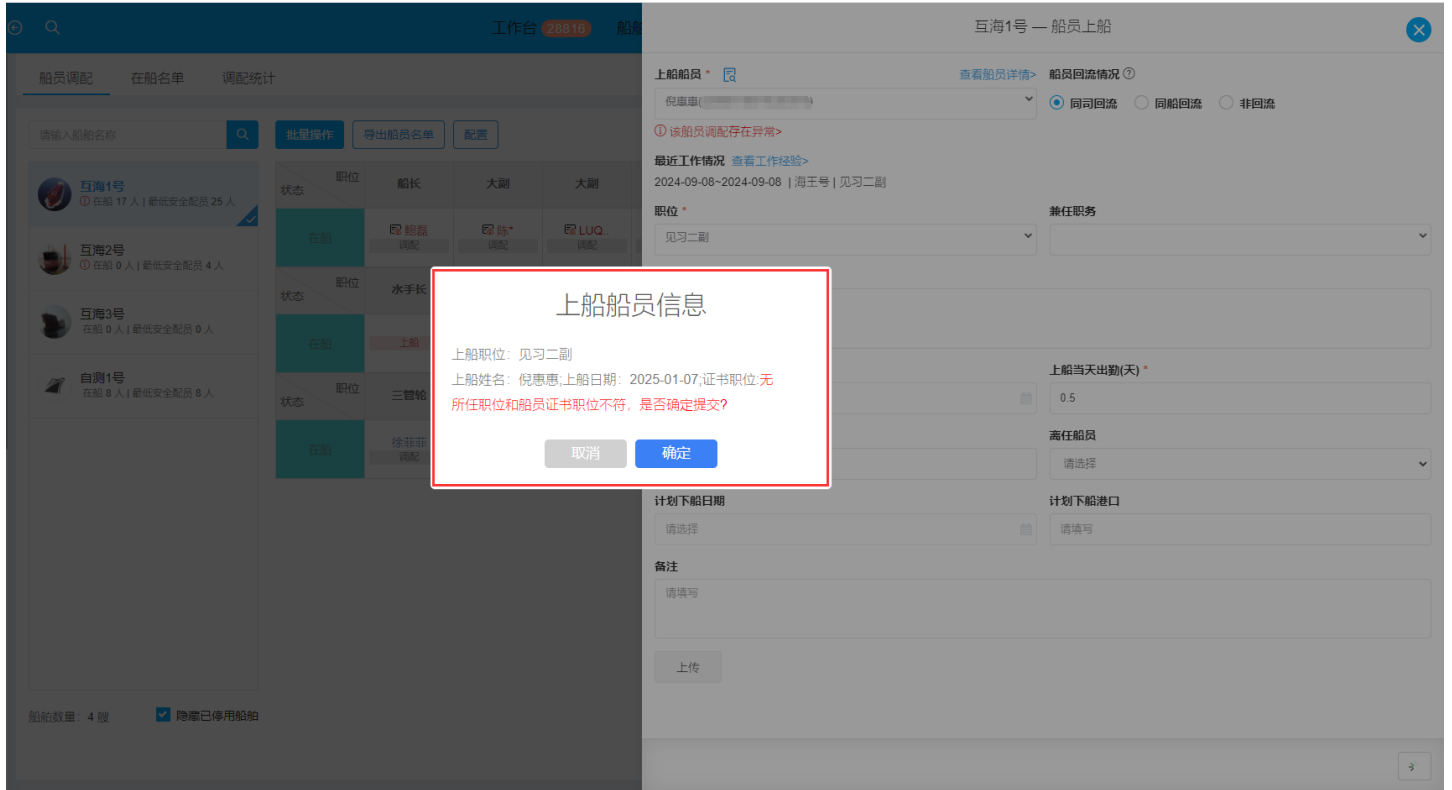 工作台 28816 船舶
互海1号 — 船员上船
船员调配 在船名单 调配统计
请输入船舶名称
批量操作 导出船员名单 配置
互海1号
在船 17 人 | 最低安全配员 25 人
互海2号
在船 0 人 | 最低安全配员 4 人
互海3号
在船 0 人 | 最低安全配员 0 人
自测1号
在船 8 人 | 最低安全配员 8 人
职位 状态 船长 大副 大副
在船 鲍磊 陈* LUQ..
调配 调配 调配
职位 状态 水手长
在船 上船
职位 状态 三管轮
在船 徐菲菲
调配
船舶数量: 4 艘 隐藏已停用船舶
上船船员 * 查看船员详情> 船员回流情况 ?
倪惠惠( ) 同司回流 同船回流 非回流
该船员调配存在异常>
最近工作情况 查看工作经验>
2024-09-08~2024-09-08 | 海王号 | 见习二副
职位 * 兼任职务
见习二副
上船当天出勤(天) *
0.5
离任船员
请选择
计划下船日期 计划下船港口
请选择 请填写
备注
请填写
上传
上船船员信息
上船职位: 见习二副
上船姓名: 倪惠惠;上船日期: 2025-01-07;证书职位:无
所任职位和船员证书职位不符，是否确定提交?
取消 确定